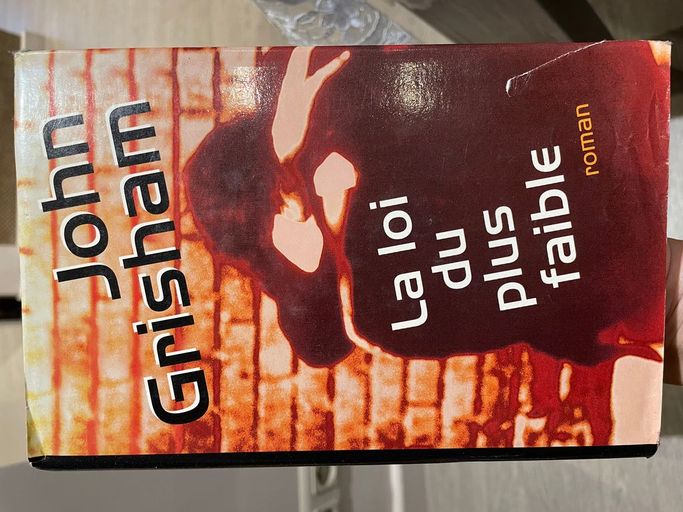 John
Grisham
La loi
du
plus
faible
roman